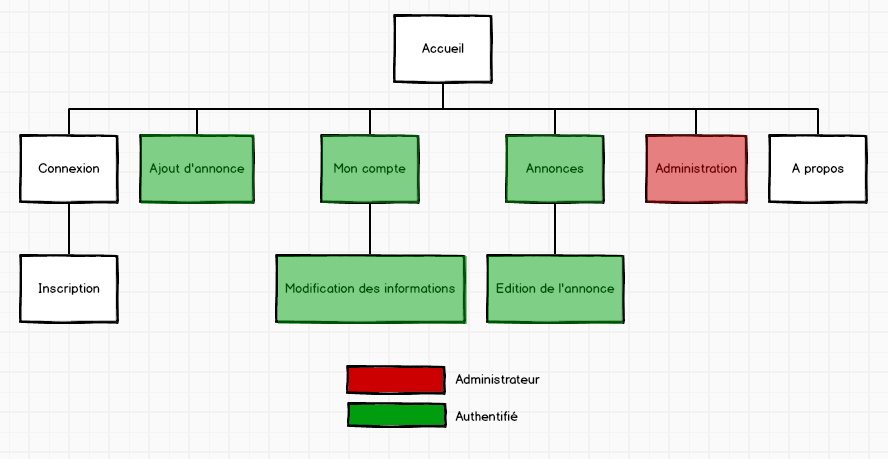 Accueil
Connexion
Ajout d'annonce
Mon compte
Annonces
Administration
A propos
Inscription
Modification des informations
Edition de l'annonce
Administrateur
Authentifié